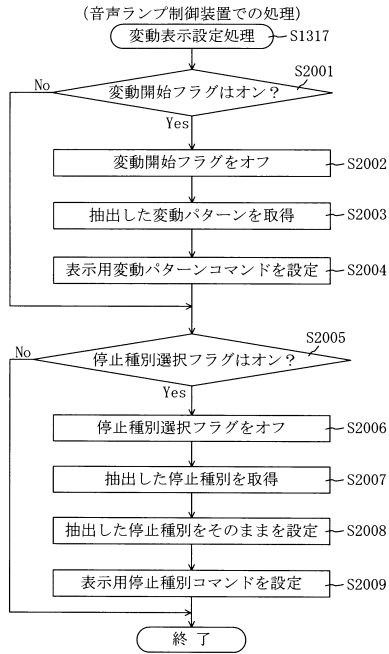 (音声ランプ制御装置での処理)
変動表示設定処理 S1317
S2001
変動開始フラグはオン？
No
Yes
変動開始フラグをオフ S2002
抽出した変動パターンを取得 S2003
表示用変動パターンコマンドを設定 S2004
S2005
停止種別選択フラグはオン？
No
Yes
停止種別選択フラグをオフ S2006
抽出した停止種別を取得 S2007
抽出した停止種別をそのままを設定 S2008
表示用停止種別コマンドを設定 S2009
終了